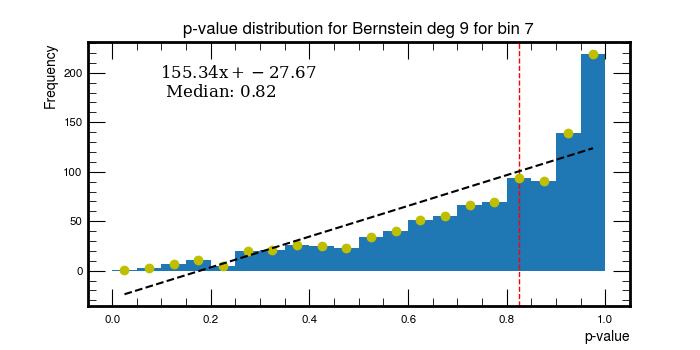 p-value distribution for Bernstein deg 9 for bin 7
Frequency
155.34x + −27.67
Median: 0.82
200
150
100
50
0
0.0 0.2 0.4 0.6 0.8 1.0
p-value